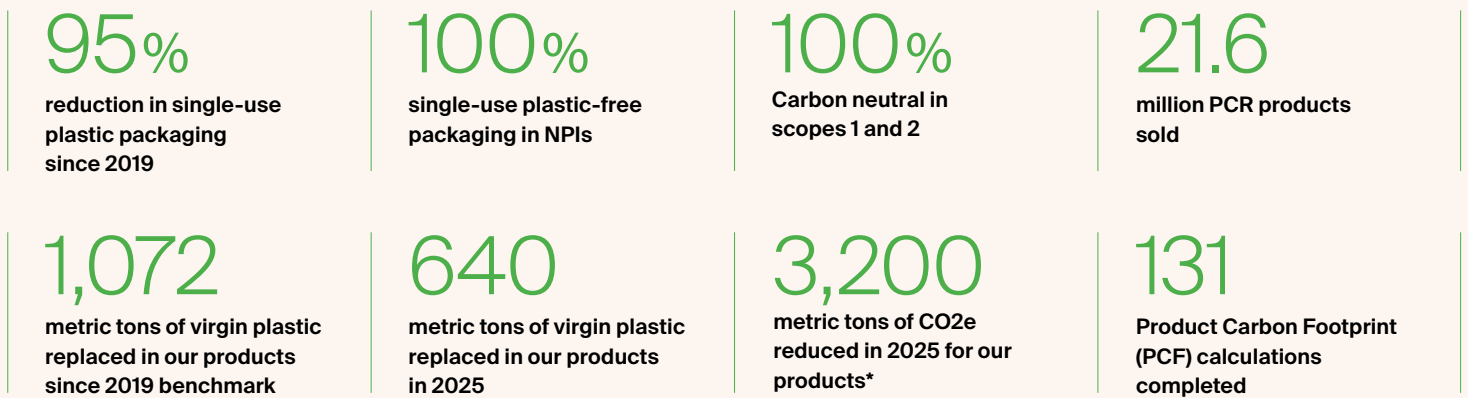 95%
reduction in single-use
plastic packaging
since 2019
100%
single-use plastic-free
packaging in NPIs
100%
Carbon neutral in
scopes 1 and 2
21.6
million PCR products
sold
1,072
metric tons of virgin plastic
replaced in our products
since 2019 benchmark
640
metric tons of virgin plastic
replaced in our products
in 2025
3,200
metric tons of CO2e
reduced in 2025 for our
products*
131
Product Carbon Footprint
(PCF) calculations
completed